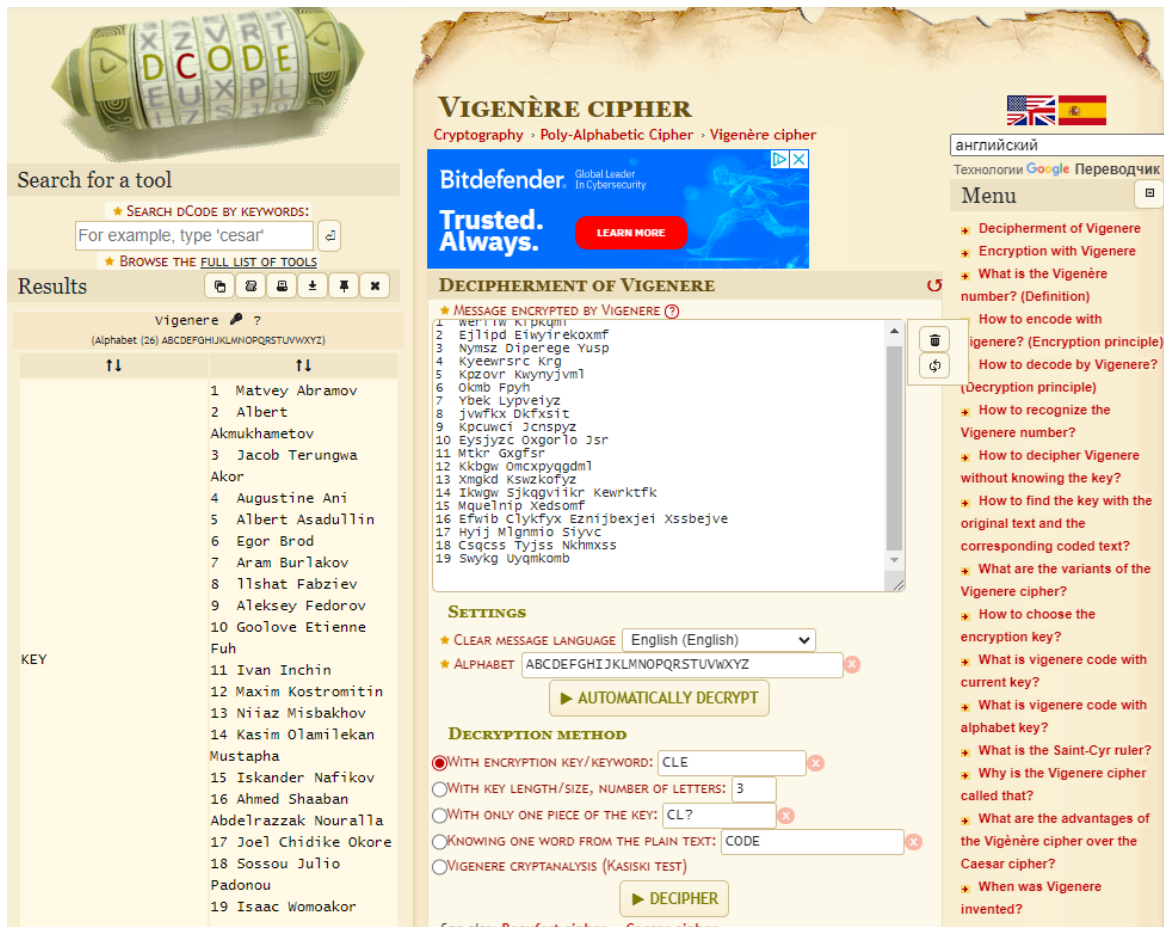 DCODE
Search for a tool
★ SEARCH DCODE BY KEYWORDS:
For example, type 'cesar'
★ BROWSE THE FULL LIST OF TOOLS
Results
Vigenere ?
(Alphabet (26) ABCDEFGHIJKLMNOPQRSTUVWXYZ)
↑↓ ↑↓
KEY
1 Matvey Abramov
2 Albert
Akmukhametov
3 Jacob Terungwa
Akor
4 Augustine Ani
5 Albert Asadullin
6 Egor Brod
7 Aram Burlakov
8 llshat Fabziev
9 Aleksey Fedorov
10 Goolove Etienne
Fuh
11 Ivan Inchin
12 Maxim Kostromitin
13 Niiaz Misbakhov
14 Kasim Olamilekan
Mustapha
15 Iskander Nafikov
16 Ahmed Shaaban
Abdelrazzak Nouralla
17 Joel Chidike Okore
18 Sossou Julio
Padonou
19 Isaac Womoakor
VIGENÈRE CIPHER
Cryptography › Poly-Alphabetic Cipher › Vigenère cipher
Bitdefender. Global Leader
In Cybersecurity
Trusted.
Always.
LEARN MORE
DECIPHERMENT OF VIGENERE
★ MESSAGE ENCRYPTED BY VIGENERE ?
2 Ejlipd Eiwyirekoxmf
3 Nymsz Diperege Yusp
4 Kyeewrsrc Krg
5 Kpzovr Kwynyjvml
6 Okmb Fpyh
7 Ybek Lypveiyz
8 jvwfkx Dkfxsit
9 Kpcuwci Jcnspyz
10 Eysjyzc Oxgorlo Jsr
11 Mtkr Gxgfsr
12 Kkbgw Omcxpyqgdml
13 Xmgkd Kswzkofyz
14 Ikwgw Sjkqgviikr Kewrktfk
15 Mquelnip Xedsomf
16 Efwib Clykfyx Eznijbexjei Xssbejve
17 Hyij Mlgnmio Siyvc
18 Csqcss Tyjss Nkhmxss
19 Swykg Uyqmkomb
SETTINGS
★ CLEAR MESSAGE LANGUAGE English (English)
★ ALPHABET ABCDEFGHIJKLMNOPQRSTUVWXYZ
▶ AUTOMATICALLY DECRYPT
DECRYPTION METHOD
WITH ENCRYPTION KEY/KEYWORD: CLE
WITH KEY LENGTH/SIZE, NUMBER OF LETTERS: 3
WITH ONLY ONE PIECE OF THE KEY: CL?
KNOWING ONE WORD FROM THE PLAIN TEXT: CODE
VIGENERE CRYPTANALYSIS (KASISKI TEST)
▶ DECIPHER
английский
Технологии Google Переводчик
Menu
Decipherment of Vigenere
Encryption with Vigenere
What is the Vigenère
number? (Definition)
How to encode with
igenere? (Encryption principle)
How to decode by Vigenere?
(Decryption principle)
How to recognize the
Vigenere number?
How to decipher Vigenere
without knowing the key?
How to find the key with the
original text and the
corresponding coded text?
What are the variants of the
Vigenere cipher?
How to choose the
encryption key?
What is vigenere code with
current key?
What is vigenere code with
alphabet key?
What is the Saint-Cyr ruler?
Why is the Vigenere cipher
called that?
What are the advantages of
the Vigènère cipher over the
Caesar cipher?
When was Vigenere
invented?